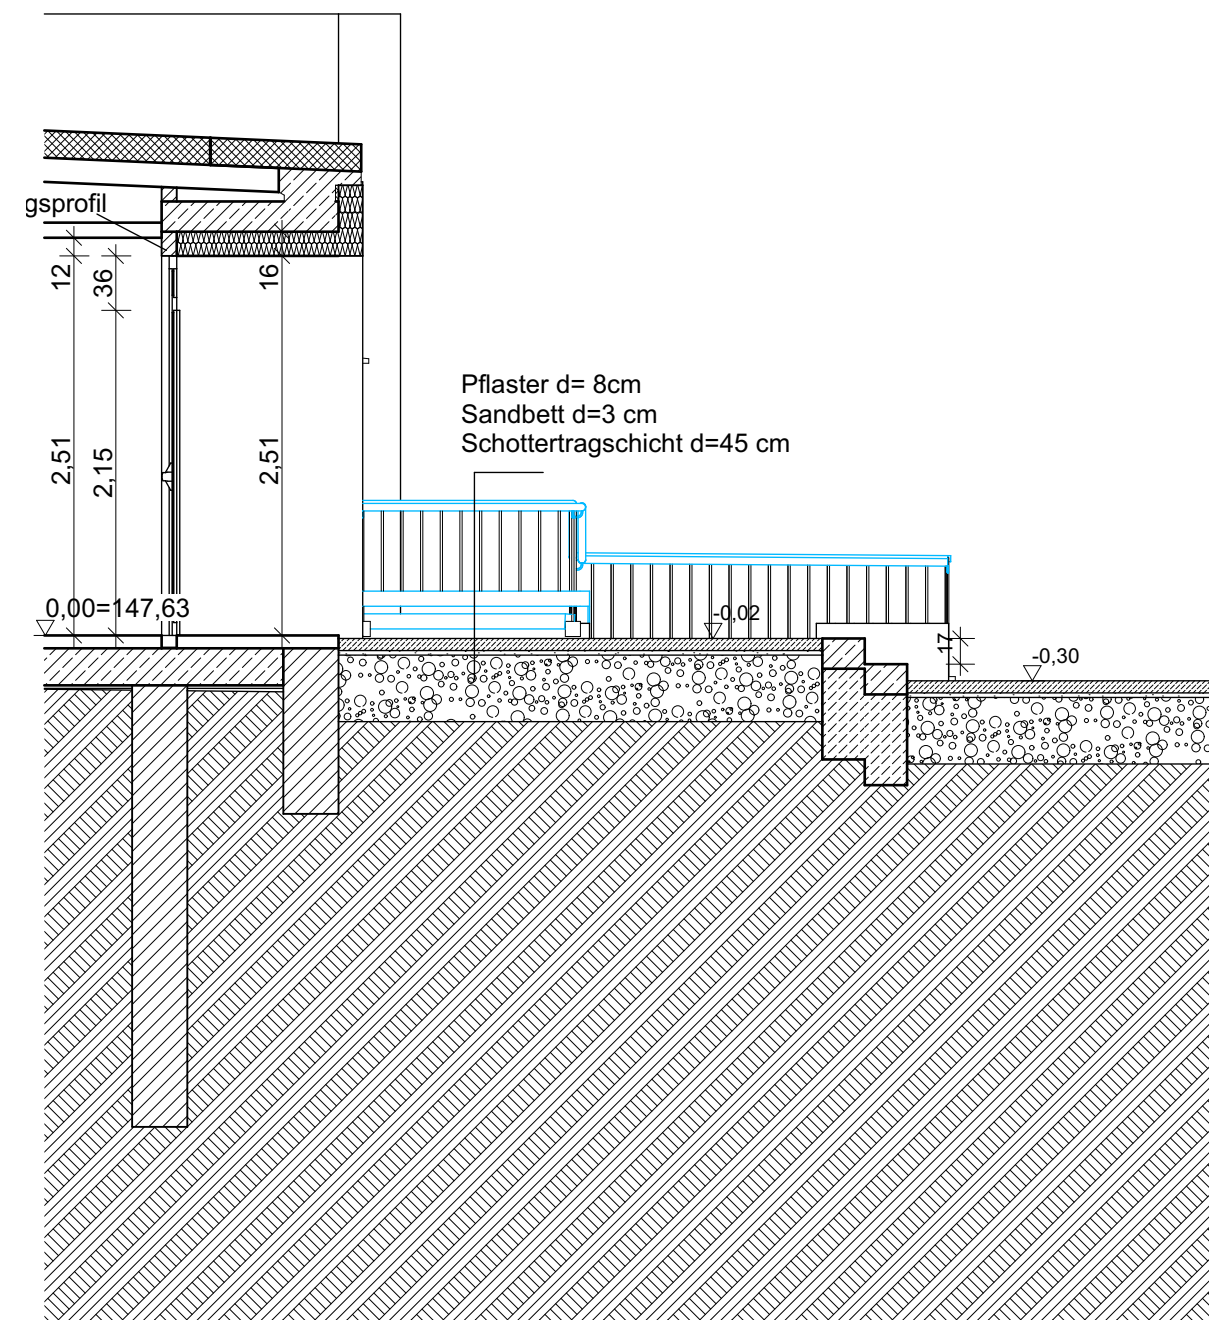 gsprofil
12
36
16
Pflaster d= 8cm
Sandbett d=3 cm
Schottertragschicht d=45 cm
2,51
2,15
2,51
0,00=147,63
-0,02
17
-0,30